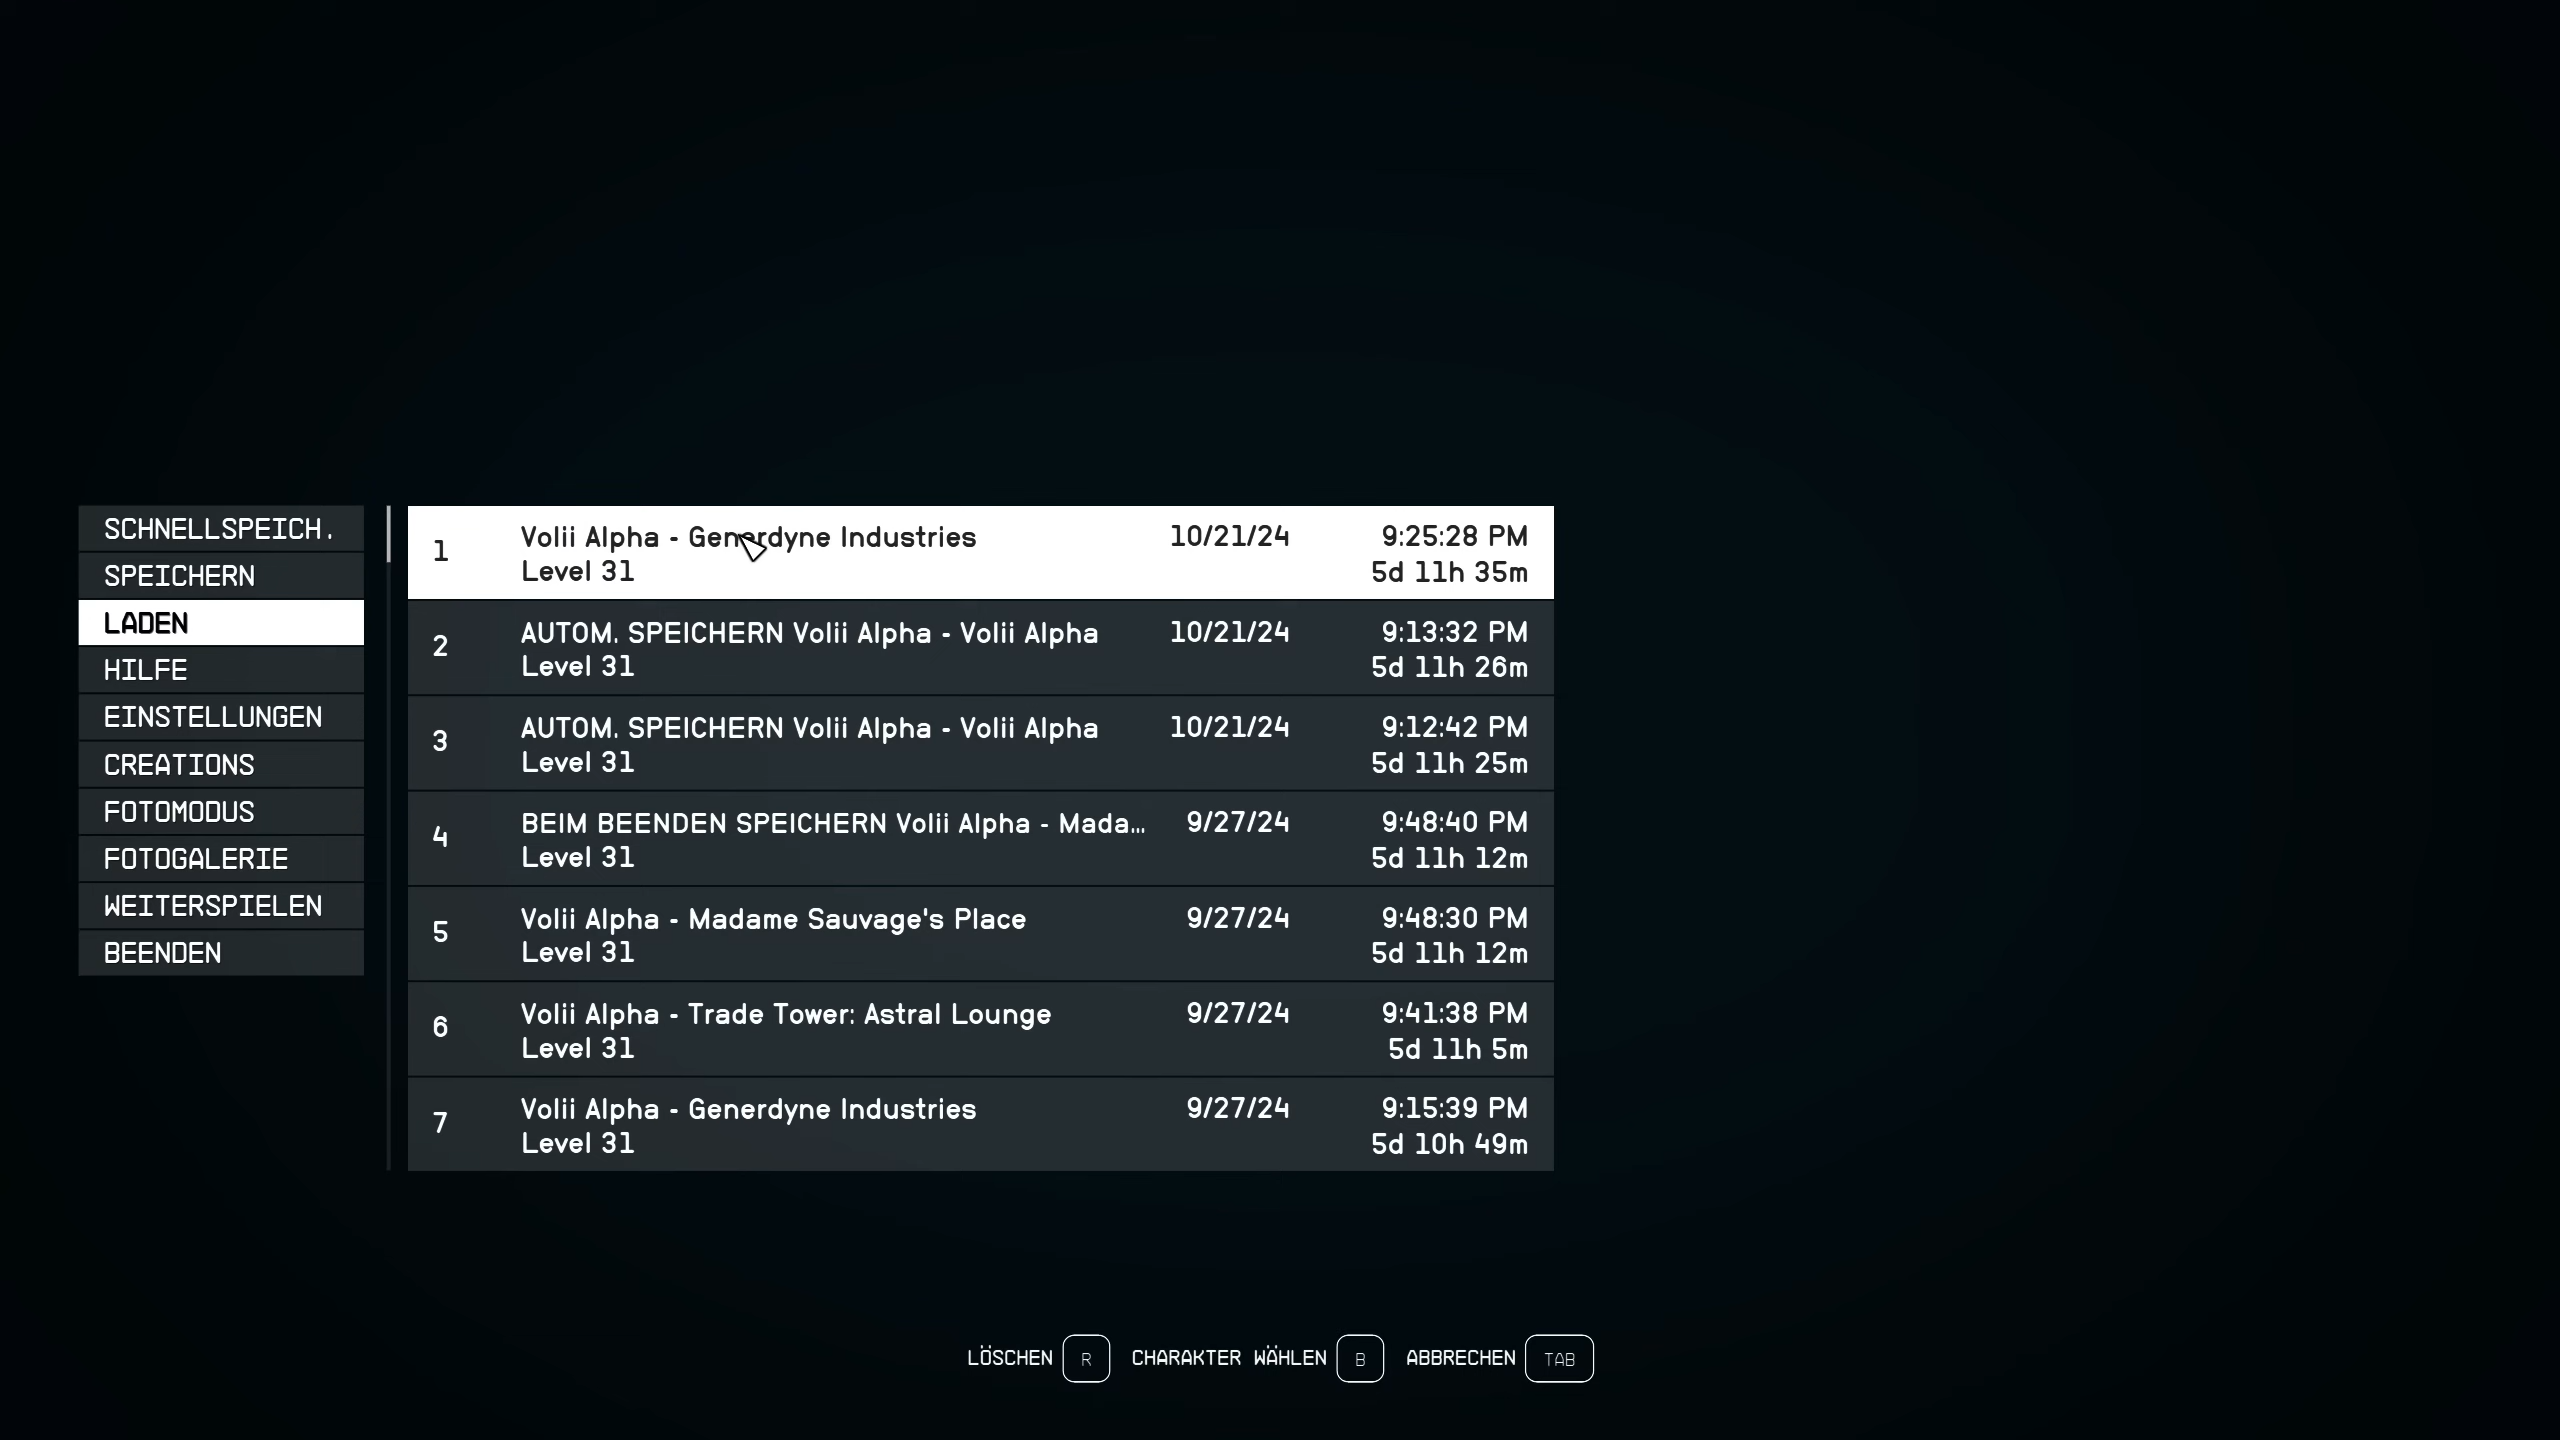 SCHNELLSPEICH.
SPEICHERN
LADEN
HILFE
EINSTELLUNGEN
CREATIONS
FOTOMODUS
FOTOGALERIE
WEITERSPIELEN
BEENDEN
1 Volii Alpha - Generdyne Industries 10/21/24 9:25:28 PM
Level 31 5d 11h 35m
2 AUTOM. SPEICHERN Volii Alpha - Volii Alpha 10/21/24 9:13:32 PM
Level 31 5d 11h 26m
3 AUTOM. SPEICHERN Volii Alpha - Volii Alpha 10/21/24 9:12:42 PM
Level 31 5d 11h 25m
4 BEIM BEENDEN SPEICHERN Volii Alpha - Mada... 9/27/24 9:48:40 PM
Level 31 5d 11h 12m
5 Volii Alpha - Madame Sauvage's Place 9/27/24 9:48:30 PM
Level 31 5d 11h 12m
6 Volii Alpha - Trade Tower: Astral Lounge 9/27/24 9:41:38 PM
Level 31 5d 11h 5m
7 Volii Alpha - Generdyne Industries 9/27/24 9:15:39 PM
Level 31 5d 10h 49m
LÖSCHEN R CHARAKTER WÄHLEN B ABBRECHEN TAB